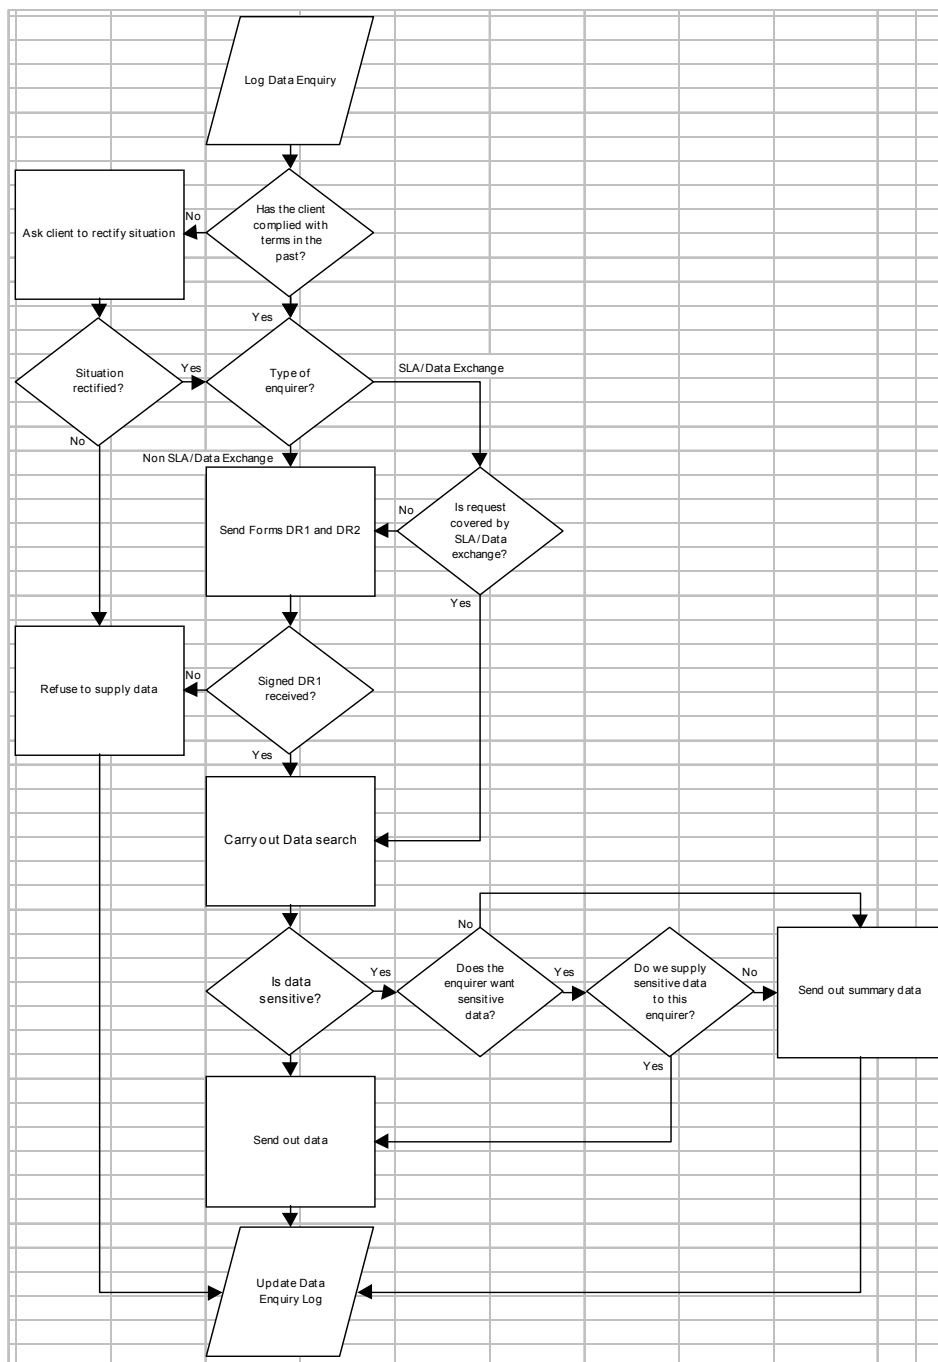 Log Data Enquiry
Has the client
complied with
terms in the
past?
No
Ask client to rectify situation
Yes
Situation
rectified?
Yes
Type of
enquirer?
SLA/Data Exchange
No
Non SLA/Data Exchange
Send Forms DR1 and DR2
No
Is request
covered by
SLA/Data
exchange?
Yes
Refuse to supply data
No
Signed DR1
received?
Yes
Carry out Data search
No
Is data
sensitive?
Yes
Does the
enquirer want
sensitive
data?
Yes
Do we supply
sensitive data
to this
enquirer?
No
Send out summary data
Yes
Send out data
Update Data
Enquiry Log